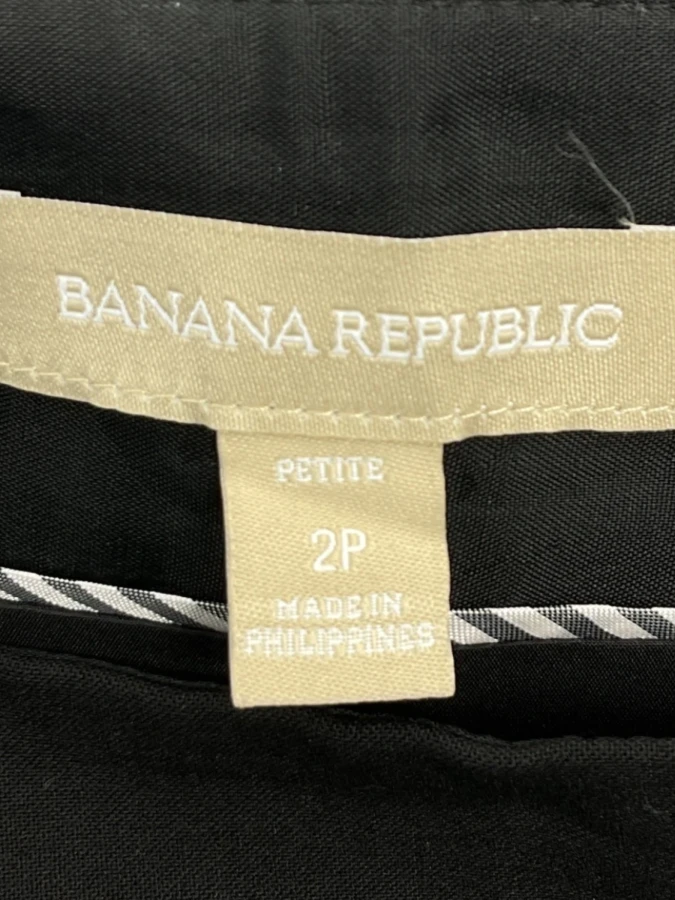 BANANA REPUBLIC
PETITE
2P
MADE IN
PHILIPPINES